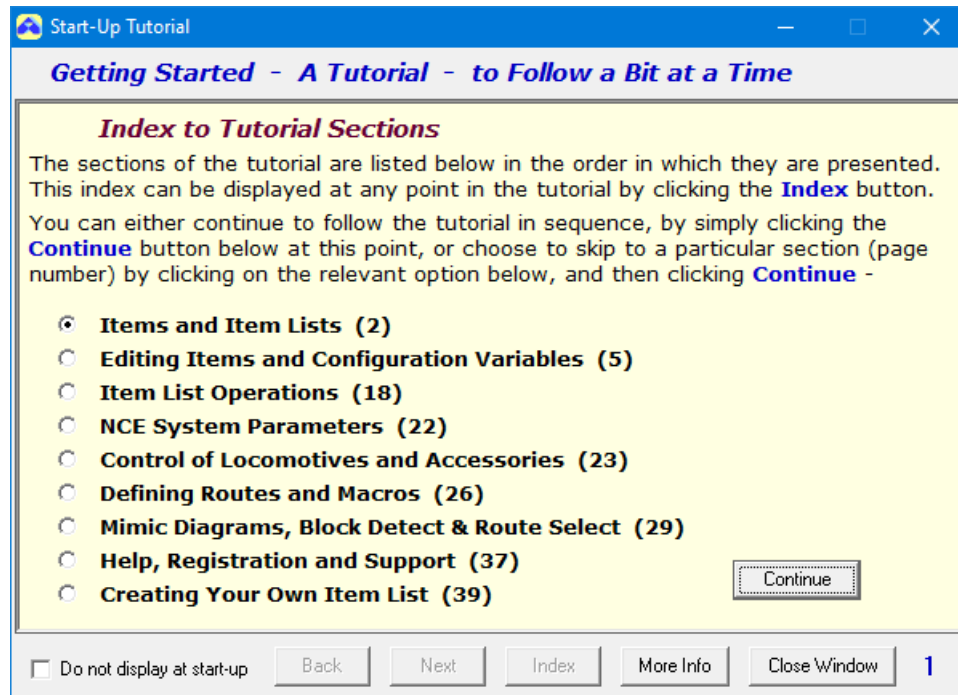 Start-Up Tutorial
Getting Started - A Tutorial - to Follow a Bit at a Time
Index to Tutorial Sections
The sections of the tutorial are listed below in the order in which they are presented.
This index can be displayed at any point in the tutorial by clicking the Index button.
You can either continue to follow the tutorial in sequence, by simply clicking the
Continue button below at this point, or choose to skip to a particular section (page
number) by clicking on the relevant option below, and then clicking Continue -
Items and Item Lists (2)
Editing Items and Configuration Variables (5)
Item List Operations (18)
NCE System Parameters (22)
Control of Locomotives and Accessories (23)
Defining Routes and Macros (26)
Mimic Diagrams, Block Detect & Route Select (29)
Help, Registration and Support (37)
Creating Your Own Item List (39)
Continue
Do not display at start-up Back Next Index More Info Close Window 1